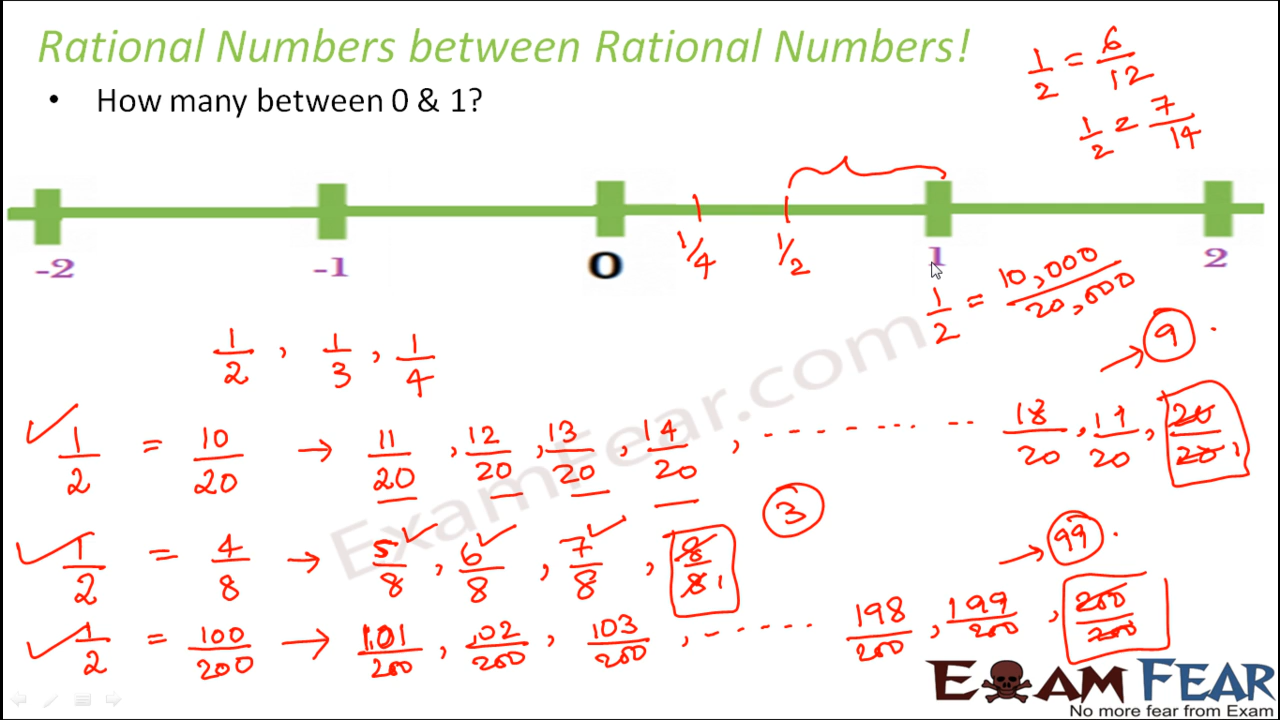 Rational Numbers between Rational Numbers!
• How many between 0 & 1?
1/2 = 6/12
1/2 = 7/14
-2 -1 0 1/4 1/2 1 2
1/2 = 10,000/20,000
1/2 , 1/3 , 1/4
9
1/2 = 10/20 → 11/20 , 12/20 , 13/20 , 14/20 , ........ 18/20 , 19/20 , 20/20 1
3
99
1/2 = 4/8 → 5/8 , 6/8 , 7/8 , 8/8 1
1/2 = 100/200 → 101/200 , 102/200 , 103/200 , ........ 198/200 , 199/200 , 200/200
ExamFear.com
EXAM FEAR
No more fear from Exam